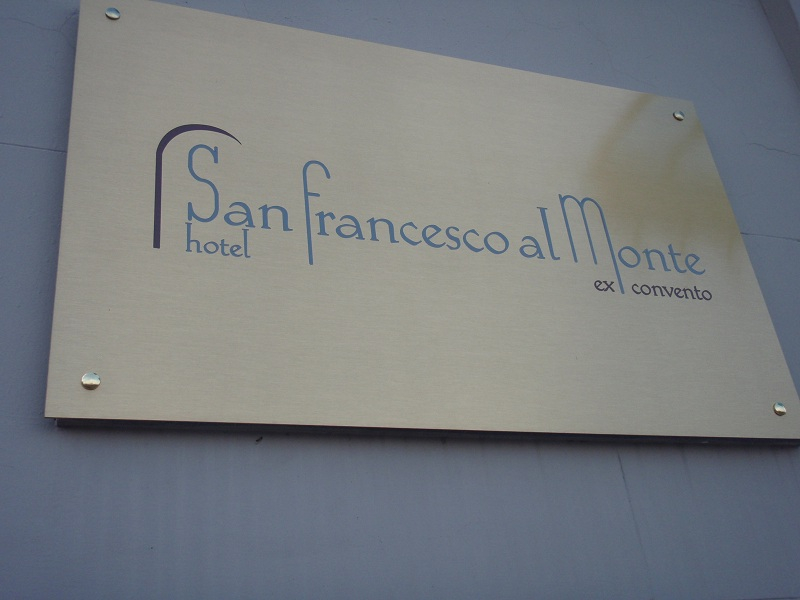 San Francesco al Monte
hotel
ex convento